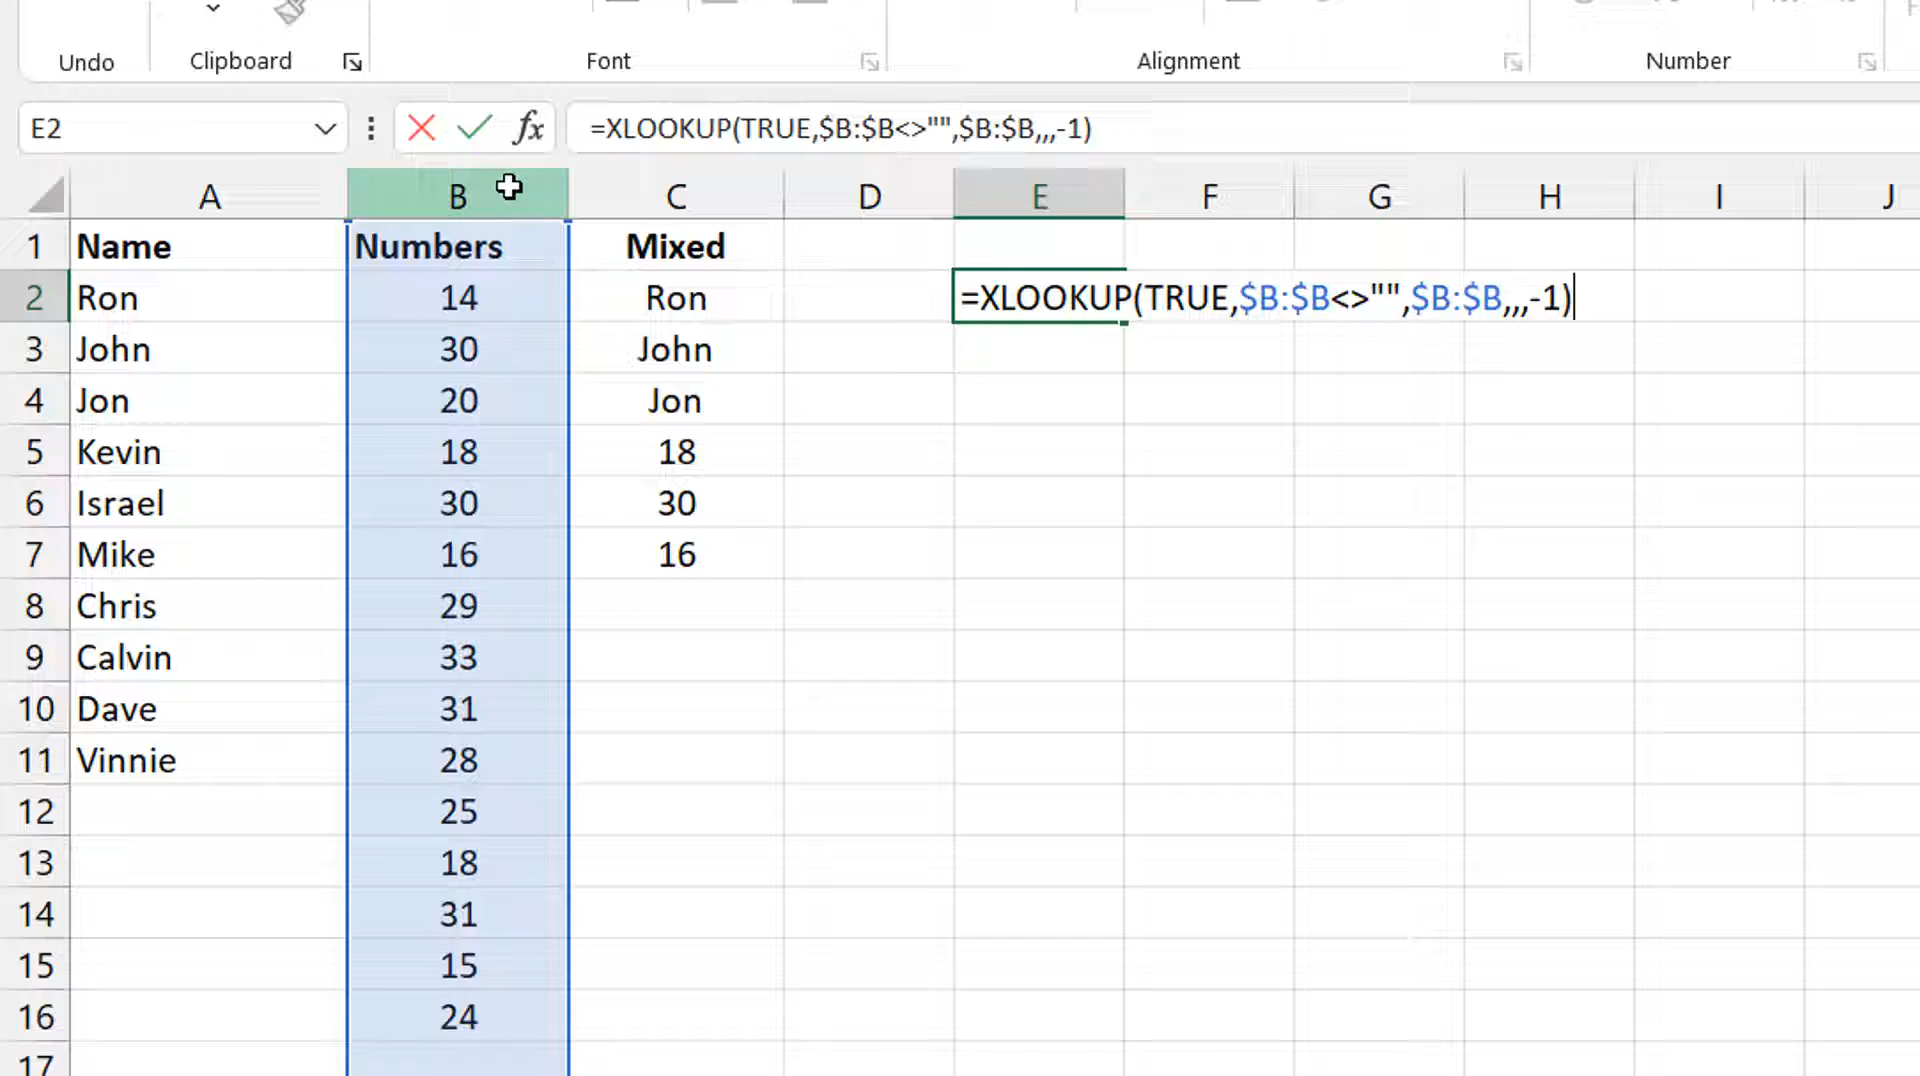 Undo Clipboard Font Alignment Number
E2 fx =XLOOKUP(TRUE,$B:$B<>"",$B:$B,,,-1)
A B C D E F G H I J
1 Name Numbers Mixed
2 Ron 14 Ron =XLOOKUP(TRUE,$B:$B<>"",$B:$B,,,-1)
3 John 30 John
4 Jon 20 Jon
5 Kevin 18 18
6 Israel 30 30
7 Mike 16 16
8 Chris 29
9 Calvin 33
10 Dave 31
11 Vinnie 28
12 25
13 18
14 31
15 15
16 24
17